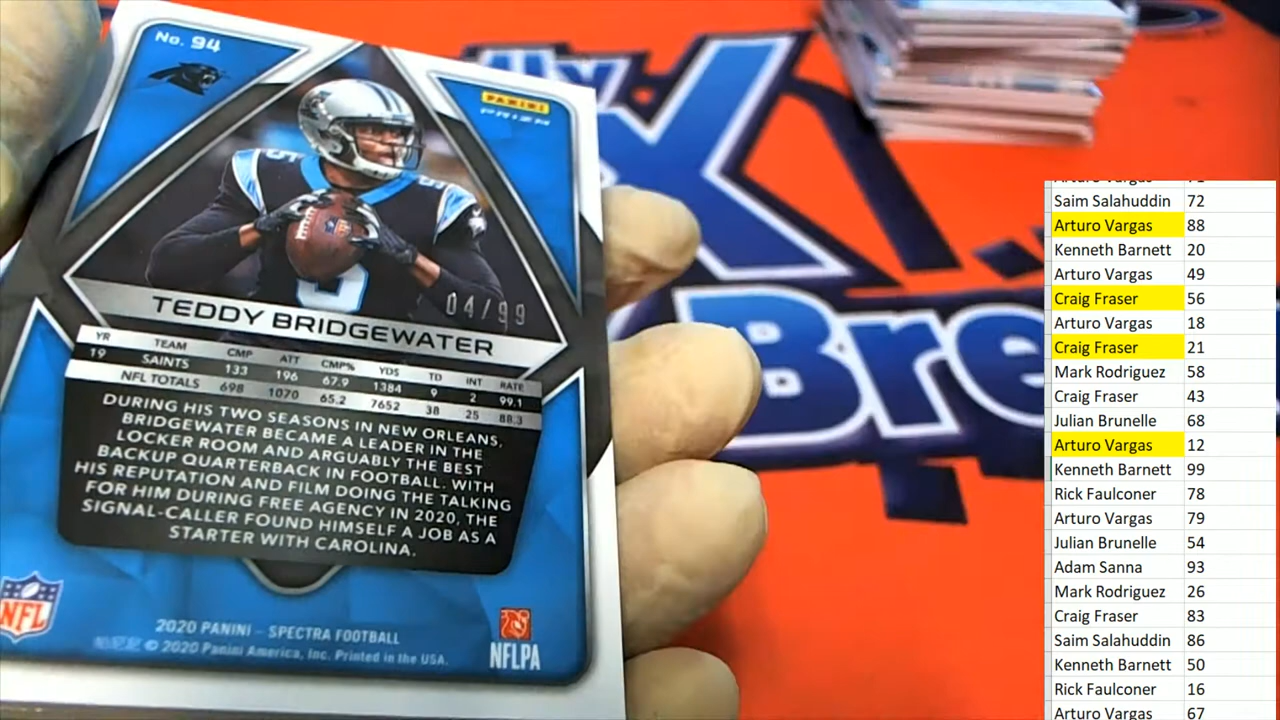 No. 94
PANINI
5
5
TEDDY BRIDGEWATER
04/99
YR TEAM CMP ATT CMP% YDS TD INT RATE
19 SAINTS 133 196 67.9 1384 9 2 99.1
NFL TOTALS 698 1070 65.2 7652 38 25 88.3
DURING HIS TWO SEASONS IN NEW ORLEANS,
BRIDGEWATER BECAME A LEADER IN THE
LOCKER ROOM AND ARGUABLY THE BEST
BACKUP QUARTERBACK IN FOOTBALL. WITH
HIS REPUTATION AND FILM DOING THE TALKING
FOR HIM DURING FREE AGENCY IN 2020, THE
SIGNAL-CALLER FOUND HIMSELF A JOB AS A
STARTER WITH CAROLINA.
NFL
2020 PANINI – SPECTRA FOOTBALL
© 2020 Panini America, Inc. Printed in the USA.
NFLPA
X
Bre
Arturo Vargas 71
Saim Salahuddin 72
Arturo Vargas 88
Kenneth Barnett 20
Arturo Vargas 49
Craig Fraser 56
Arturo Vargas 18
Craig Fraser 21
Mark Rodriguez 58
Craig Fraser 43
Julian Brunelle 68
Arturo Vargas 12
Kenneth Barnett 99
Rick Faulconer 78
Arturo Vargas 79
Julian Brunelle 54
Adam Sanna 93
Mark Rodriguez 26
Craig Fraser 83
Saim Salahuddin 86
Kenneth Barnett 50
Rick Faulconer 16
Arturo Vargas 67